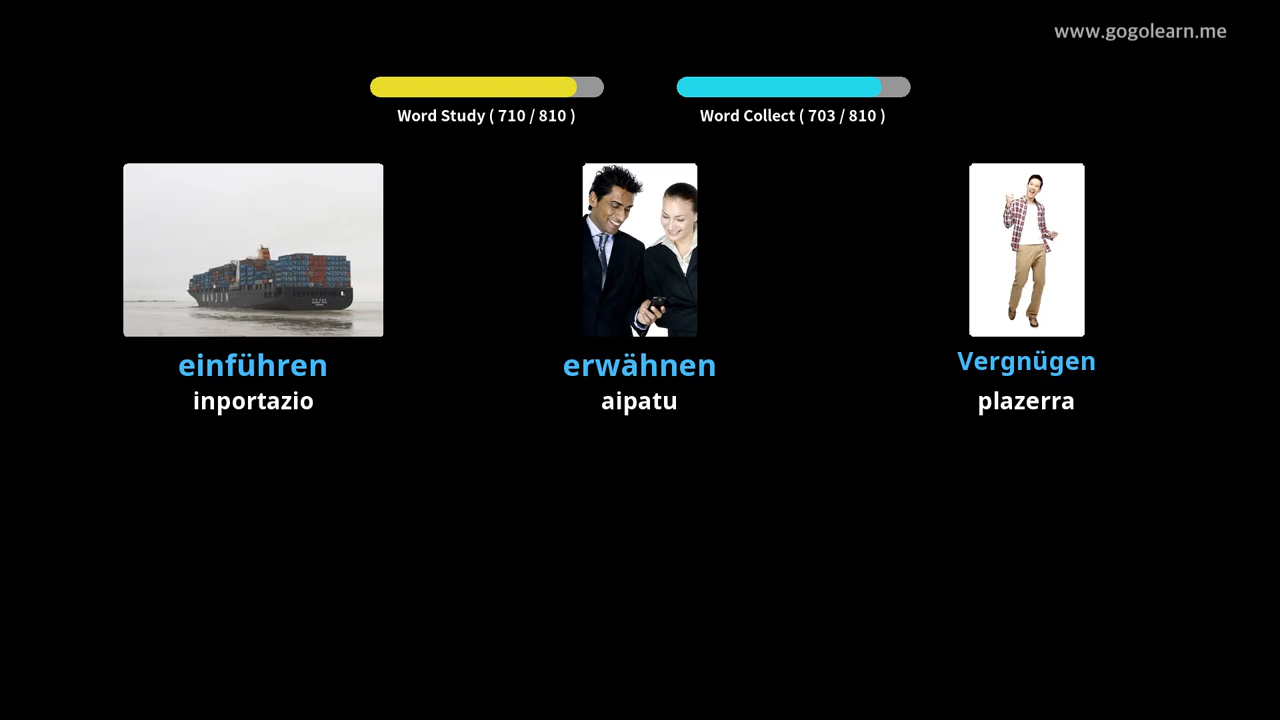 www.gogolearn.me
Word Study ( 710 / 810 )
Word Collect ( 703 / 810 )
einführen
inportazio
erwähnen
aipatu
Vergnügen
plazerra